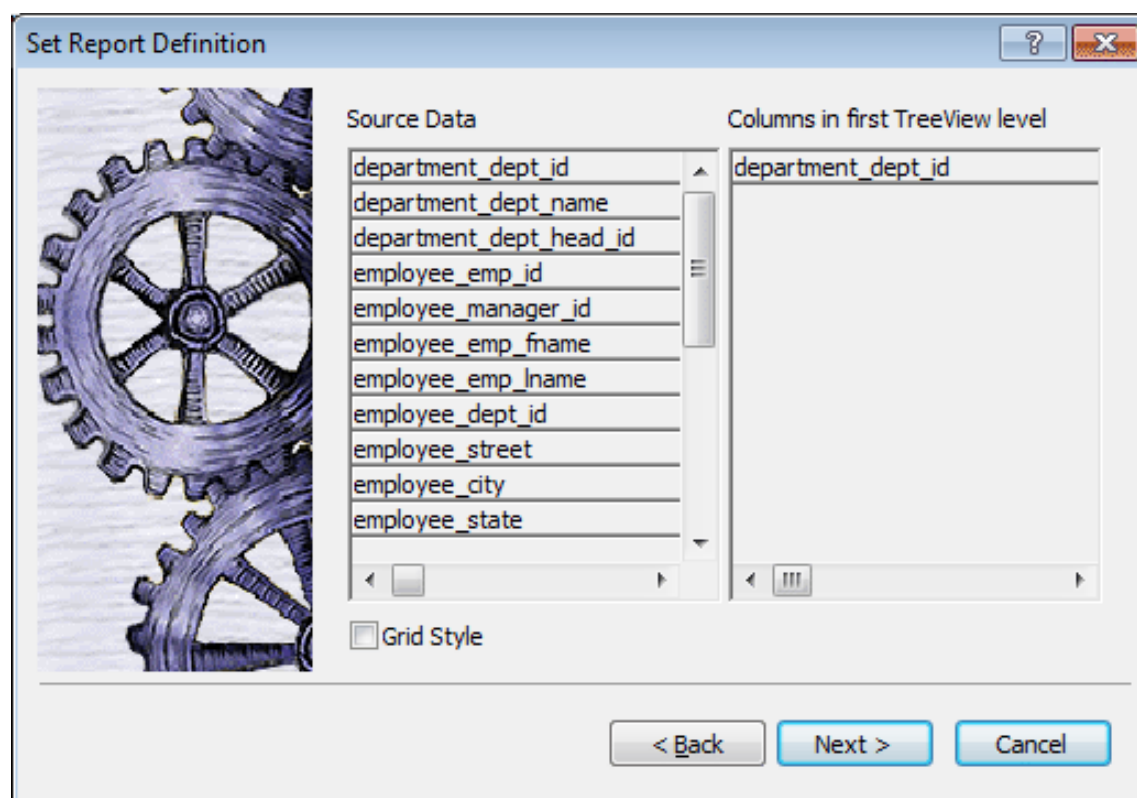 Set Report Definition
Source Data
department_dept_id
department_dept_name
department_dept_head_id
employee_emp_id
employee_manager_id
employee_emp_fname
employee_emp_lname
employee_dept_id
employee_street
employee_city
employee_state
Grid Style
Columns in first TreeView level
department_dept_id
< Back
Next >
Cancel